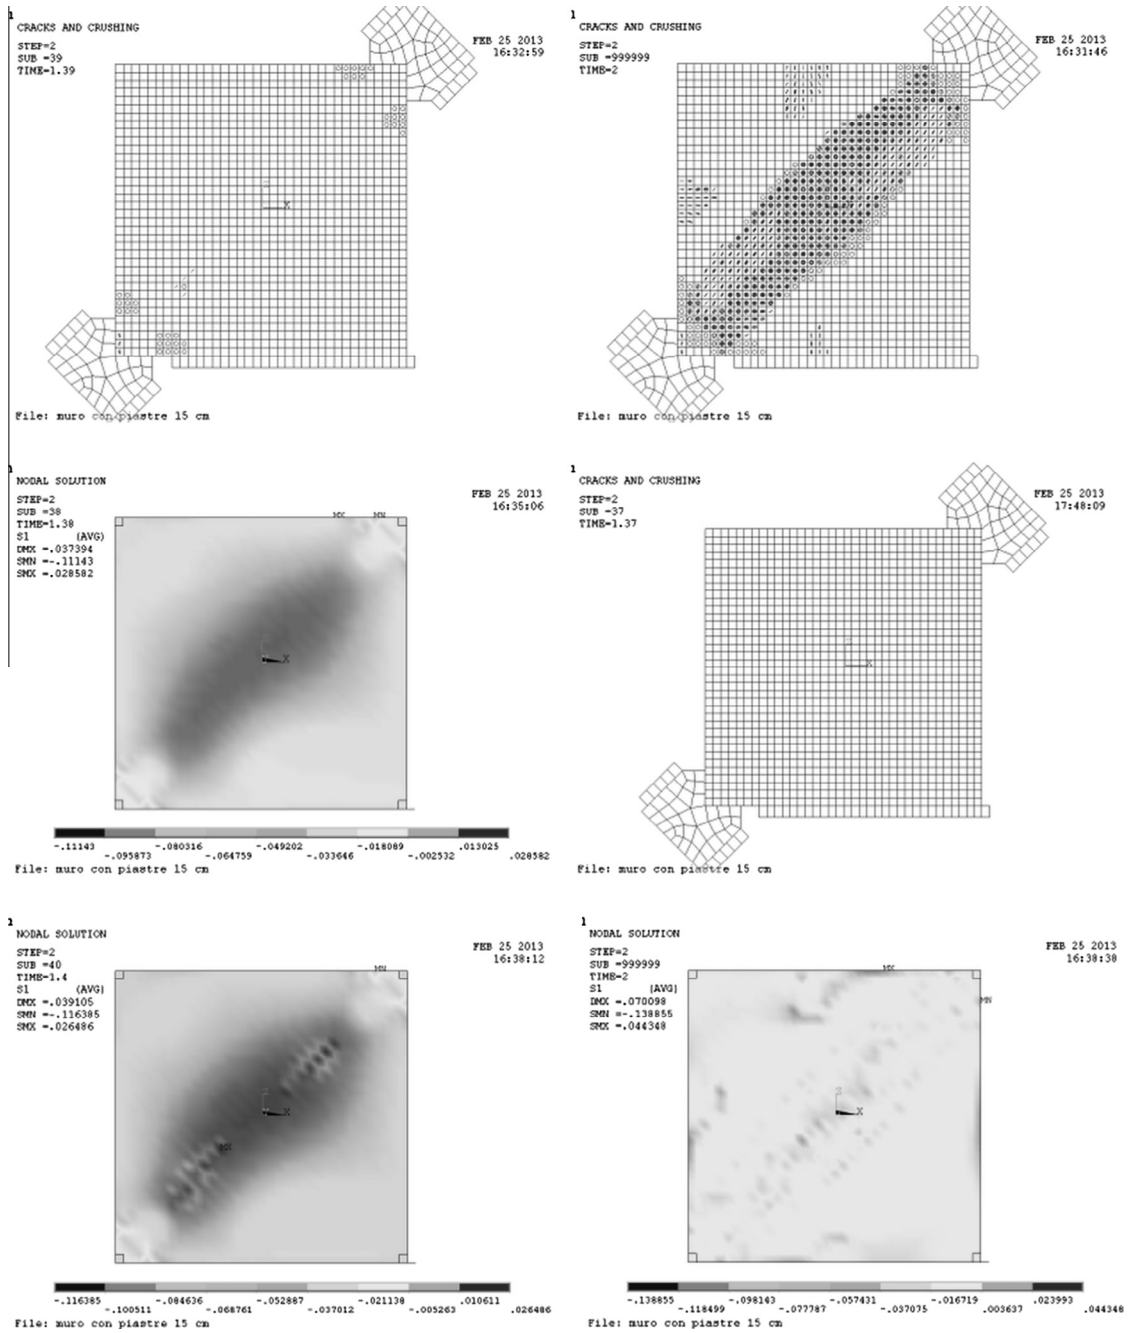 1
CRACKS AND CRUSHING
STEP=2
SUB =39
TIME=1.39
FEB 25 2013
16:32:59
X
File: muro con piastre 15 cm
1
CRACKS AND CRUSHING
STEP=2
SUB =999999
TIME=2
FEB 25 2013
16:31:46
File: muro con piastre 15 cm
1
NODAL SOLUTION
STEP=2
SUB =38
TIME=1.38
S1 (AVG)
DMX =.037394
SMN =-.11143
SMX =.028582
FEB 25 2013
16:35:06
MX MN
X
-.11143 -.080316 -.049202 -.018089 .013025
-.095873 -.064759 -.033646 -.002532 .028582
File: muro con piastre 15 cm
1
CRACKS AND CRUSHING
STEP=2
SUB =37
TIME=1.37
FEB 25 2013
17:48:09
X
File: muro con piastre 15 cm
1
NODAL SOLUTION
STEP=2
SUB =40
TIME=1.4
S1 (AVG)
DMX =.039105
SMN =-.116385
SMX =.026486
FEB 25 2013
16:38:12
MN
Z
X
MX
-.116385 -.084636 -.052887 -.021138 .010611
-.100511 -.068761 -.037012 -.005263 .026486
File: muro con piastre 15 cm
1
NODAL SOLUTION
STEP=2
SUB =999999
TIME=2
S1 (AVG)
DMX =.070098
SMN =-.138855
SMX =.044348
FEB 25 2013
16:38:38
MX
MN
Z
X
-.138855 -.098143 -.057431 -.016719 .023993
-.118499 -.077787 -.037075 .003637 .044348
File: muro con piastre 15 cm